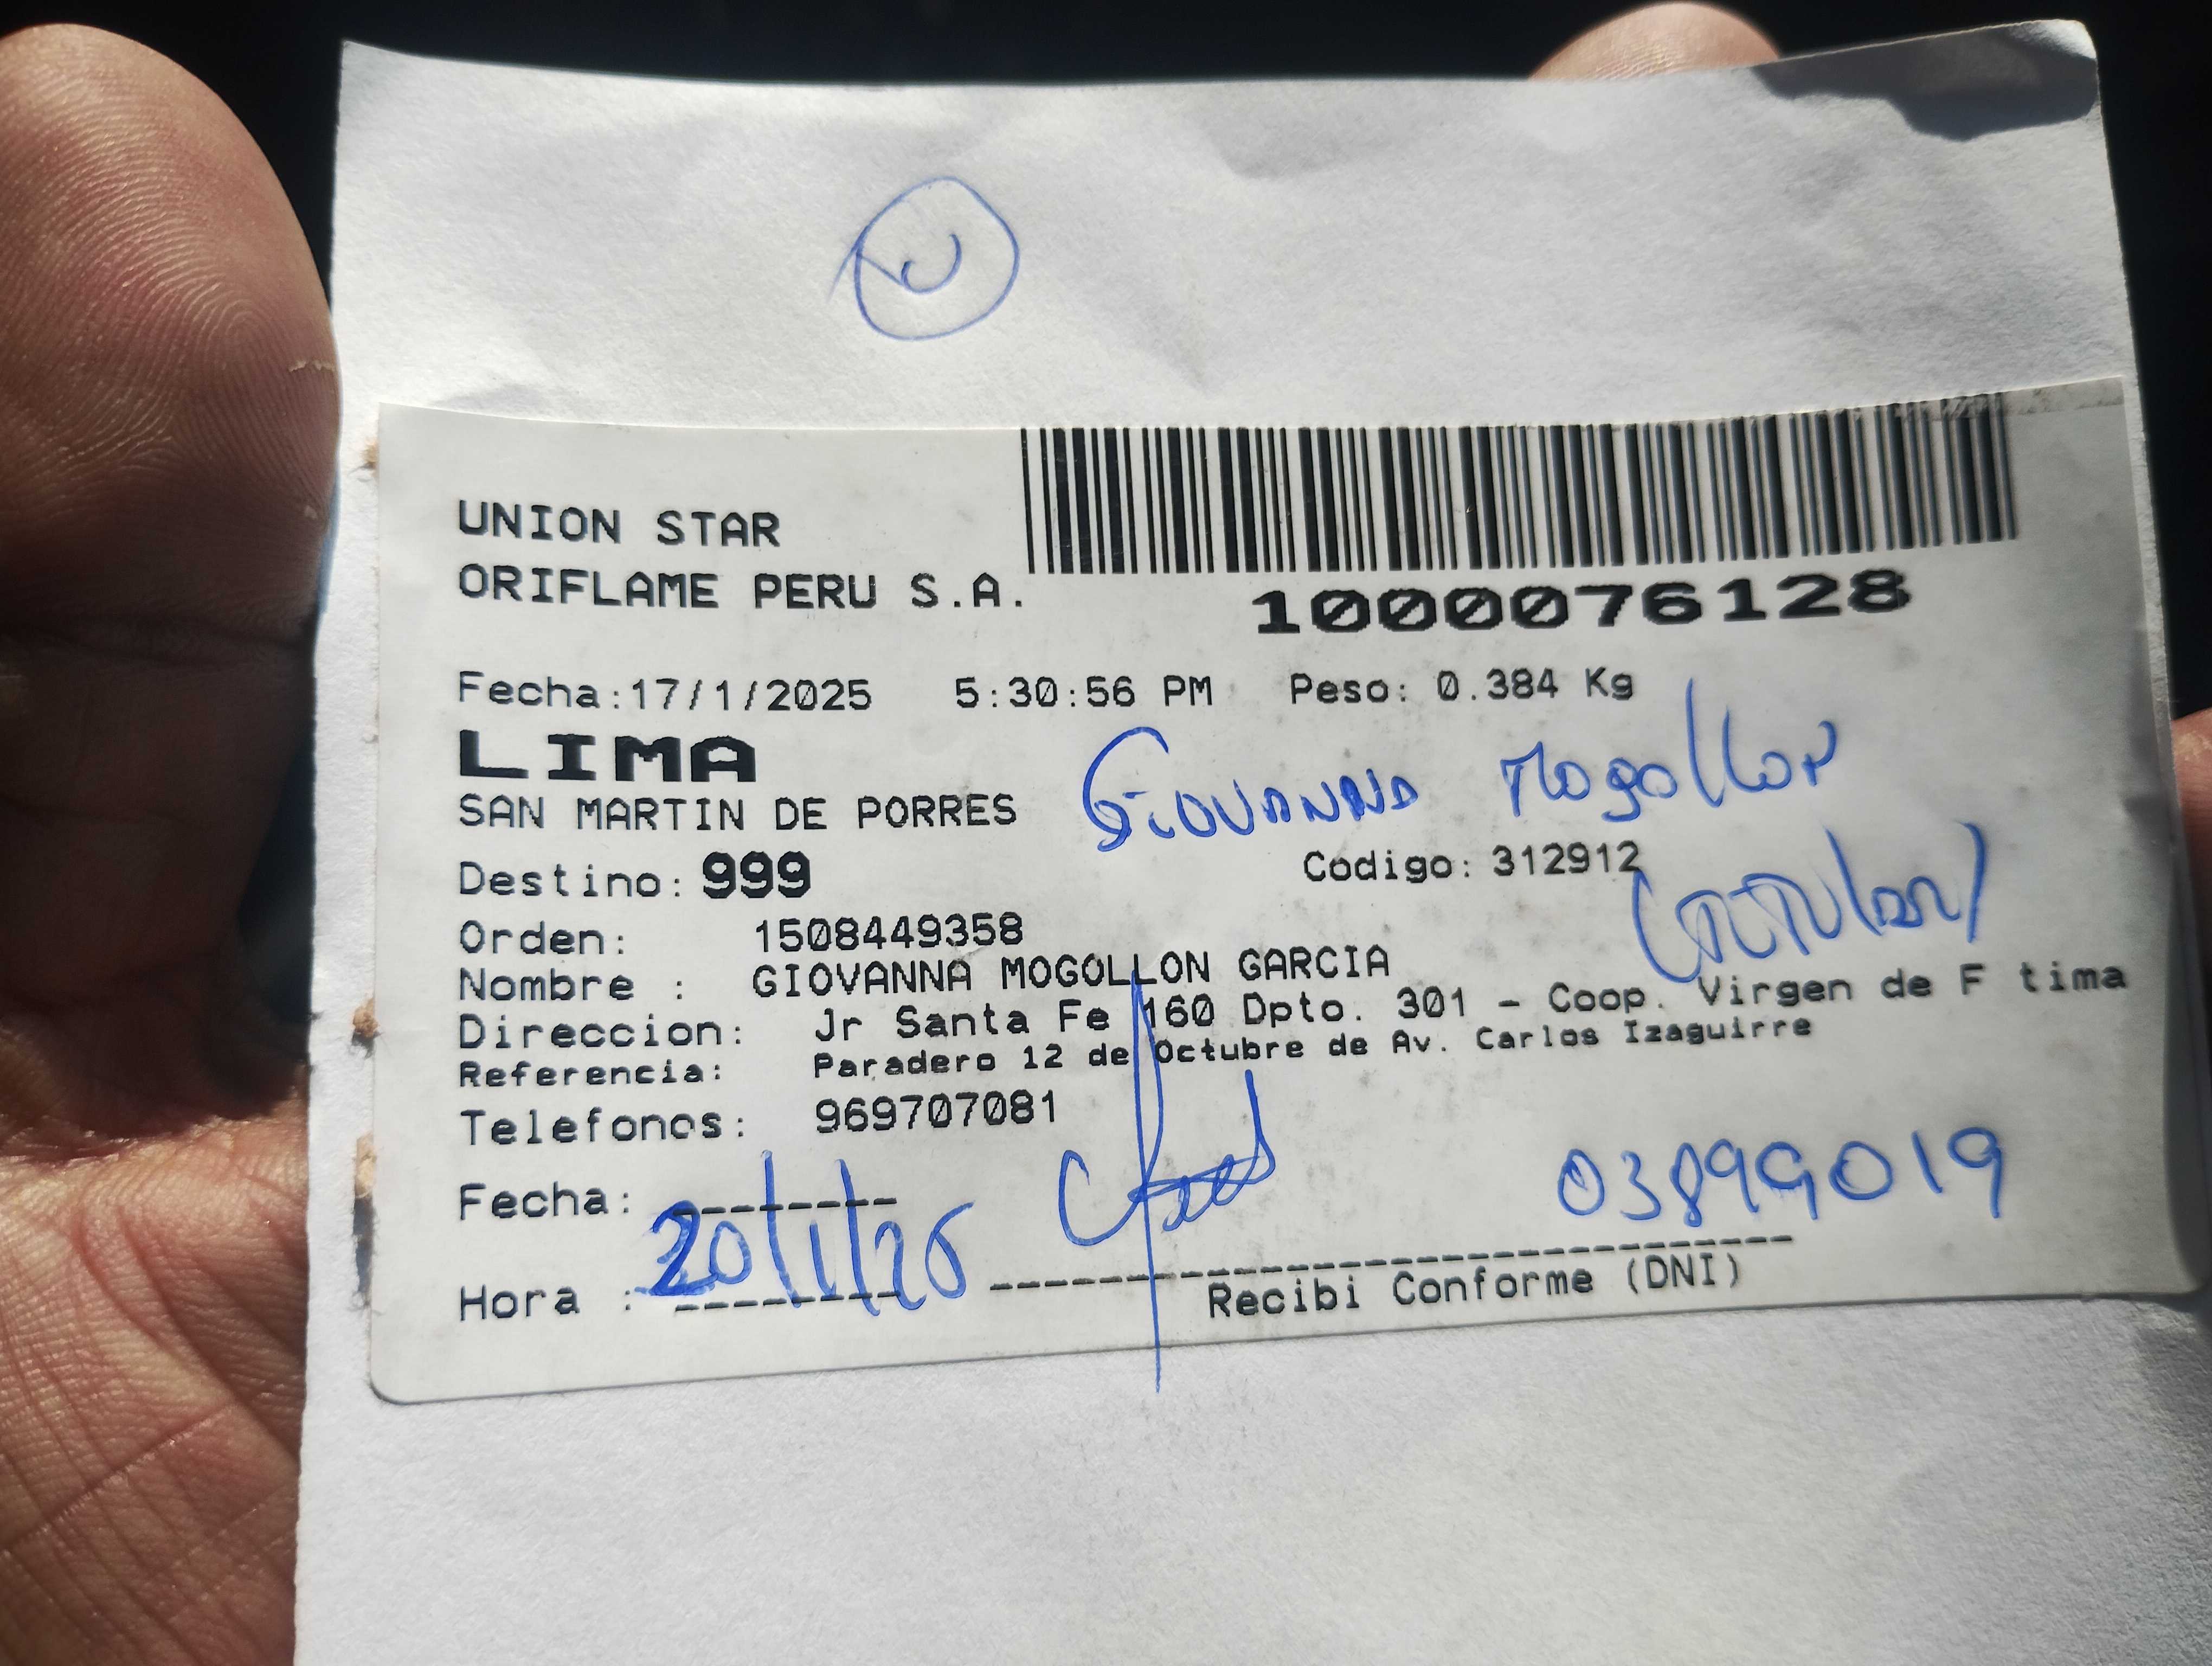 UNION STAR
ORIFLAME PERU S.A.
1000076128
Fecha:17/1/2025 5:30:56 PM Peso: 0.384 Kg
LIMA
SAN MARTIN DE PORRES
GiOVANNA Mogollon
Destino: 999 Codigo: 312912
(TiTular)
Orden: 1508449358
Nombre : GIOVANNA MOGOLLON GARCIA
Direccion: Jr Santa Fe 160 Dpto. 301 - Coop. Virgen de F tima
Referencia: Paradero 12 de Octubre de Av. Carlos Izaguirre
Telefonos: 969707081
Fecha: 20/1/25
03899019
Hora :
Recibi Conforme (DNI)